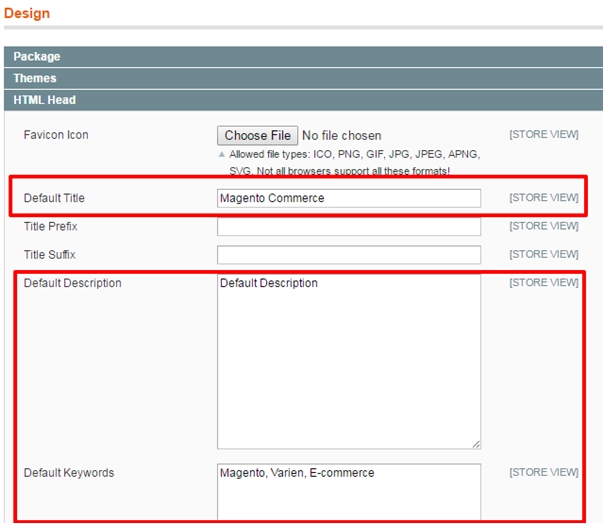 Design
Package
Themes
HTML Head
Favicon Icon Choose File No file chosen [STORE VIEW]
Allowed file types: ICO, PNG, GIF, JPG, JPEG, APNG,
SVG. Not all browsers support all these formats!
Default Title Magento Commerce [STORE VIEW]
Title Prefix [STORE VIEW]
Title Suffix [STORE VIEW]
Default Description Default Description [STORE VIEW]
Default Keywords Magento, Varien, E-commerce [STORE VIEW]